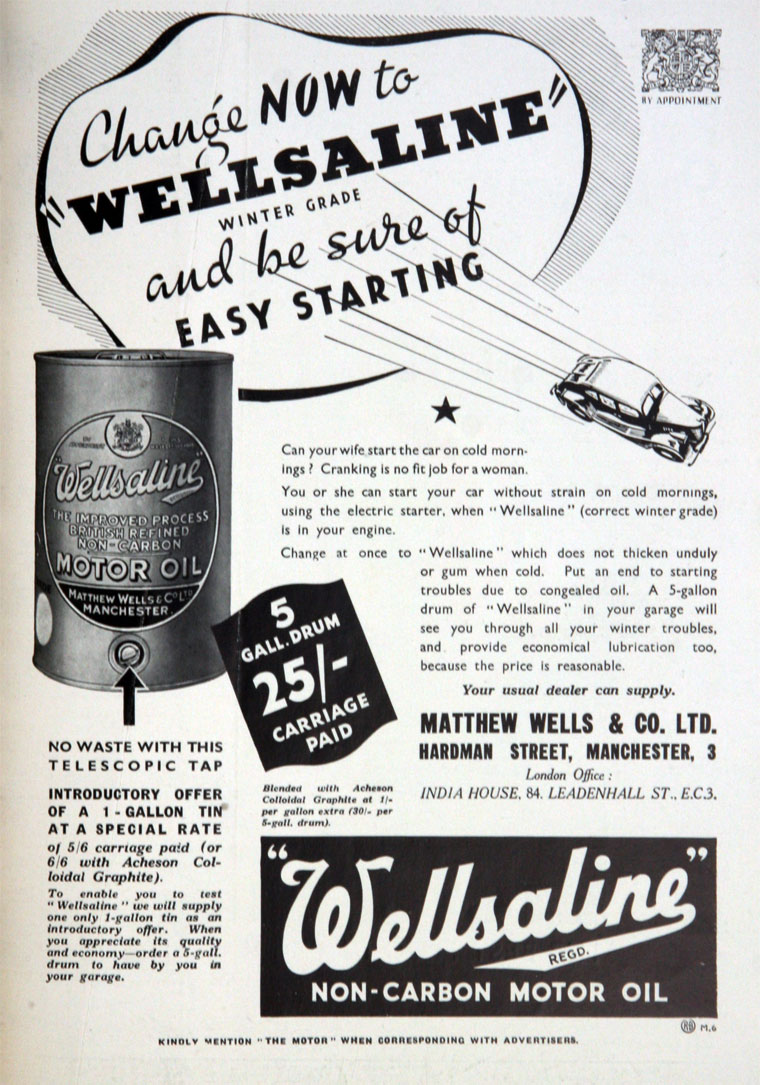 BY APPOINTMENT
Change NOW to
"WELLSALINE"
WINTER GRADE
and be sure of
EASY STARTING
"Wellsaline"
THE IMPROVED PROCESS
BRITISH REFINED
NON-CARBON
MOTOR OIL
MATTHEW WELLS & CO LTD
MANCHESTER.
Can your wife start the car on cold morn-
ings? Cranking is no fit job for a woman.
You or she can start your car without strain on cold mornings,
using the electric starter, when "Wellsaline" (correct winter grade)
is in your engine.
Change at once to "Wellsaline" which does not thicken unduly
or gum when cold. Put an end to starting
troubles due to congealed oil. A 5-gallon
drum of "Wellsaline" in your garage will
see you through all your winter troubles,
and provide economical lubrication too,
because the price is reasonable.
Your usual dealer can supply.
5
GALL. DRUM
25/-
CARRIAGE
PAID
MATTHEW WELLS & CO. LTD.
HARDMAN STREET, MANCHESTER, 3
London Office:
INDIA HOUSE, 84, LEADENHALL ST., E.C.3.
NO WASTE WITH THIS
TELESCOPIC TAP
INTRODUCTORY OFFER
OF A 1-GALLON TIN
AT A SPECIAL RATE
of 5/6 carriage paid (or
6/6 with Acheson Col-
loidal Graphite).
To enable you to test
"Wellsaline" we will supply
one only 1-gallon tin as an
introductory offer. When
you appreciate its quality
and economy—order a 5-gall.
drum to have by you in
your garage.
Blended with Acheson
Colloidal Graphite at 1/-
per gallon extra (30/- per
5-gall. drum).
"Wellsaline"
REGD.
NON-CARBON MOTOR OIL
M.6
KINDLY MENTION "THE MOTOR" WHEN CORRESPONDING WITH ADVERTISERS.